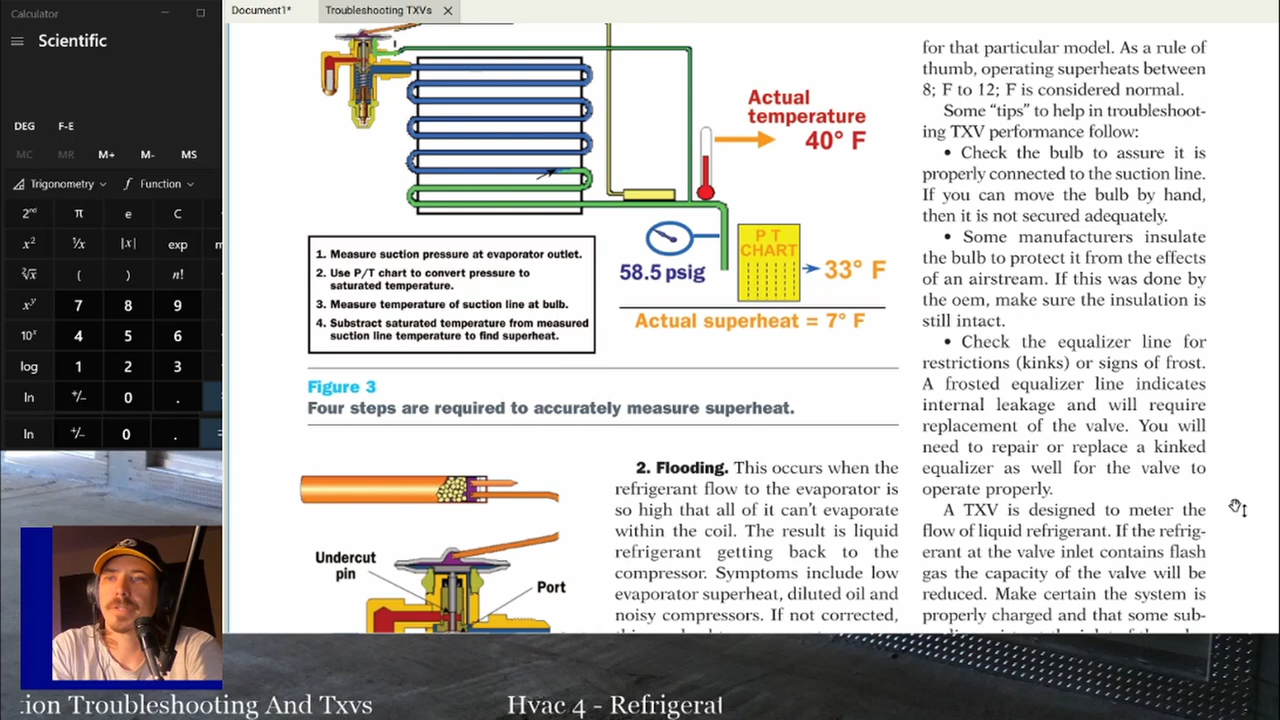 Calculator
Scientific
DEG F-E
MC MR M+ M- MS
Trigonometry Function
2ⁿᵈ π e C
x² ¹/x |x| exp m
²√x ( ) n!
xʸ 7 8 9
10ˣ 4 5 6
log 1 2 3
ln +/− 0 .
ln +/− 0 .
Document1* Troubleshooting TXVs
Actual
temperature
40° F
P T
CHART
58.5 psig
33° F
Actual superheat = 7° F
1. Measure suction pressure at evaporator outlet.
2. Use P/T chart to convert pressure to
saturated temperature.
3. Measure temperature of suction line at bulb.
4. Substract saturated temperature from measured
suction line temperature to find superheat.
Figure 3
Four steps are required to accurately measure superheat.
Undercut
pin
Port
2. Flooding. This occurs when the
refrigerant flow to the evaporator is
so high that all of it can't evaporate
within the coil. The result is liquid
refrigerant getting back to the
compressor. Symptoms include low
evaporator superheat, diluted oil and
noisy compressors. If not corrected,
for that particular model. As a rule of
thumb, operating superheats between
8; F to 12; F is considered normal.
Some “tips” to help in troubleshoot-
ing TXV performance follow:
• Check the bulb to assure it is
properly connected to the suction line.
If you can move the bulb by hand,
then it is not secured adequately.
• Some manufacturers insulate
the bulb to protect it from the effects
of an airstream. If this was done by
the oem, make sure the insulation is
still intact.
• Check the equalizer line for
restrictions (kinks) or signs of frost.
A frosted equalizer line indicates
internal leakage and will require
replacement of the valve. You will
need to repair or replace a kinked
equalizer as well for the valve to
operate properly.
A TXV is designed to meter the
flow of liquid refrigerant. If the refrig-
erant at the valve inlet contains flash
gas the capacity of the valve will be
reduced. Make certain the system is
properly charged and that some sub-
ion Troubleshooting And Txvs Hvac 4 - Refrigerat